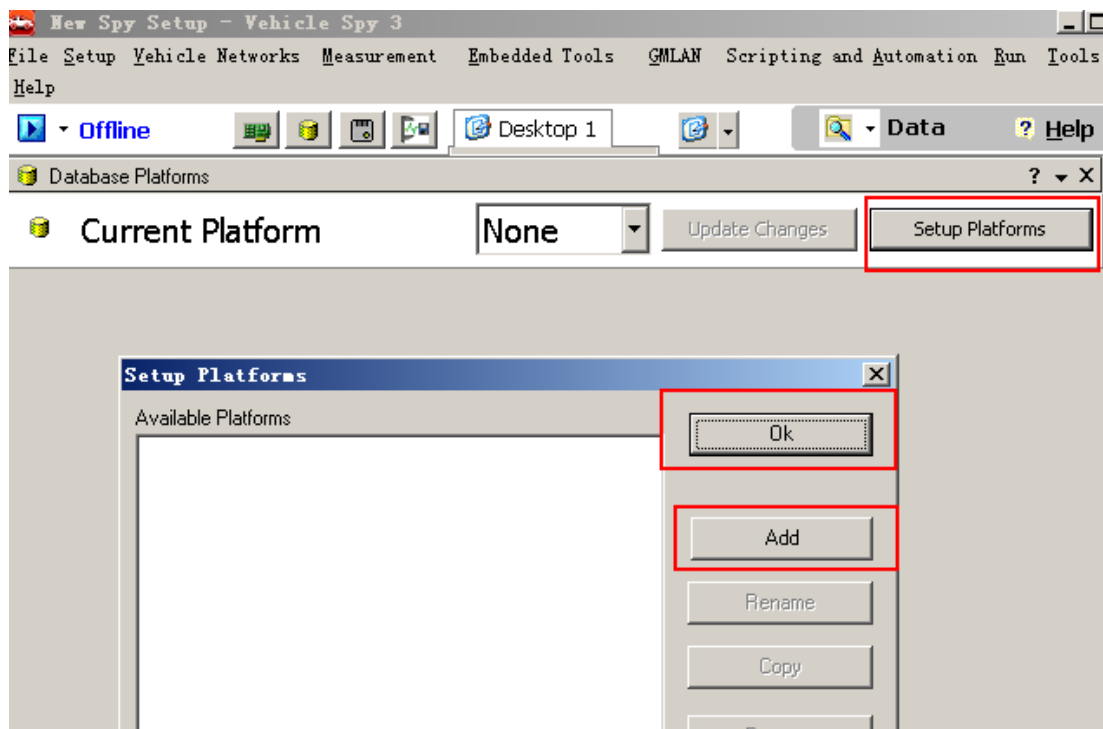 New Spy Setup - Vehicle Spy 3
File Setup Vehicle Networks Measurement Embedded Tools GMLAN Scripting and Automation Run Tools
Help
Offline Desktop 1 Data ? Help
Database Platforms ? X
Current Platform None Update Changes Setup Platforms
Setup Platforms
Available Platforms
Ok
Add
Rename
Copy